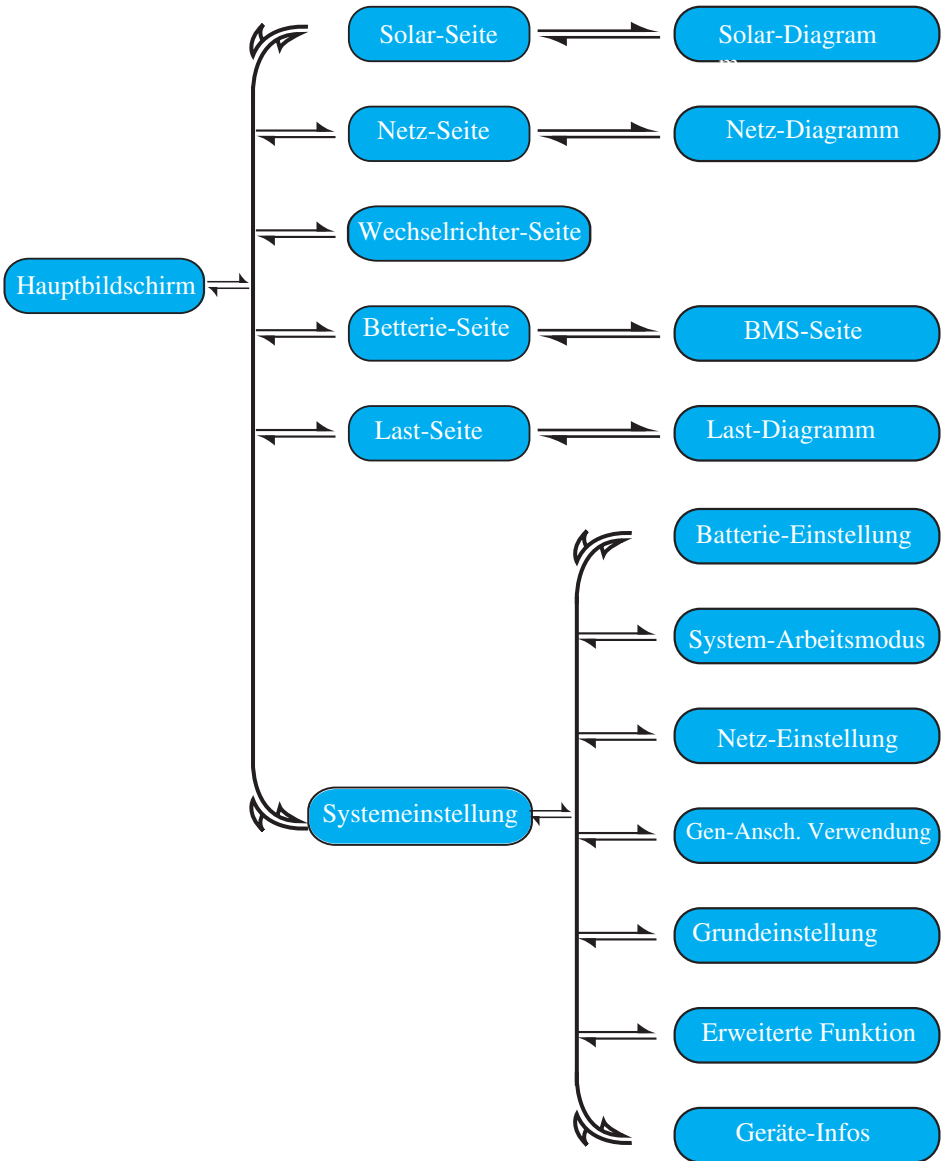 Solar-Seite
Solar-Diagram
m
Netz-Seite
Netz-Diagramm
Wechselrichter-Seite
Hauptbildschirm
Betterie-Seite
BMS-Seite
Last-Seite
Last-Diagramm
Batterie-Einstellung
System-Arbeitsmodus
Netz-Einstellung
Systemeinstellung
Gen-Ansch. Verwendung
Grundeinstellung
Erweiterte Funktion
Geräte-Infos